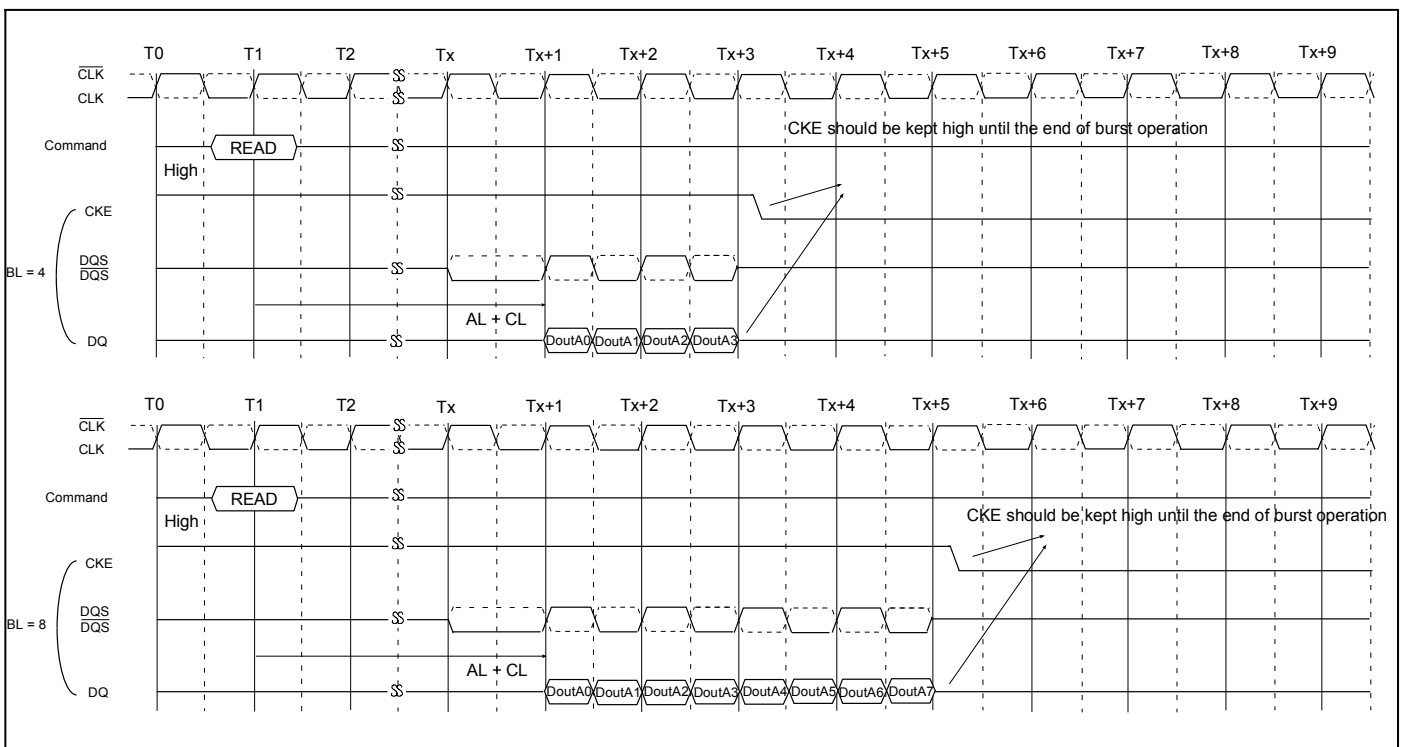 T0 T1 T2 Tx Tx+1 Tx+2 Tx+3 Tx+4 Tx+5 Tx+6 Tx+7 Tx+8 Tx+9
CLK
CLK
CKE should be kept high until the end of burst operation
Command READ
High
CKE
BL = 4
DQS
DQS
AL + CL
DQ DoutA0 DoutA1 DoutA2 DoutA3
T0 T1 T2 Tx Tx+1 Tx+2 Tx+3 Tx+4 Tx+5 Tx+6 Tx+7 Tx+8 Tx+9
CLK
CLK
Command READ
High
CKE should be kept high until the end of burst operation
CKE
DQS
DQS
BL = 8
AL + CL
DQ DoutA0 DoutA1 DoutA2 DoutA3 DoutA4 DoutA5 DoutA6 DoutA7